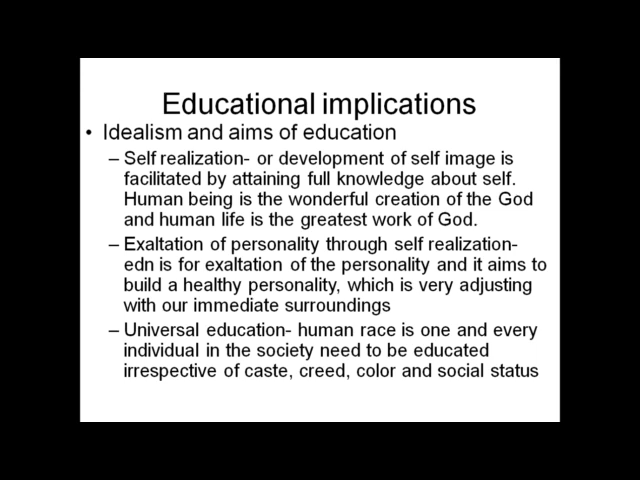 Educational implications
• Idealism and aims of education
– Self realization- or development of self image is
facilitated by attaining full knowledge about self.
Human being is the wonderful creation of the God
and human life is the greatest work of God.
– Exaltation of personality through self realization-
edn is for exaltation of the personality and it aims to
build a healthy personality, which is very adjusting
with our immediate surroundings
– Universal education- human race is one and every
individual in the society need to be educated
irrespective of caste, creed, color and social status